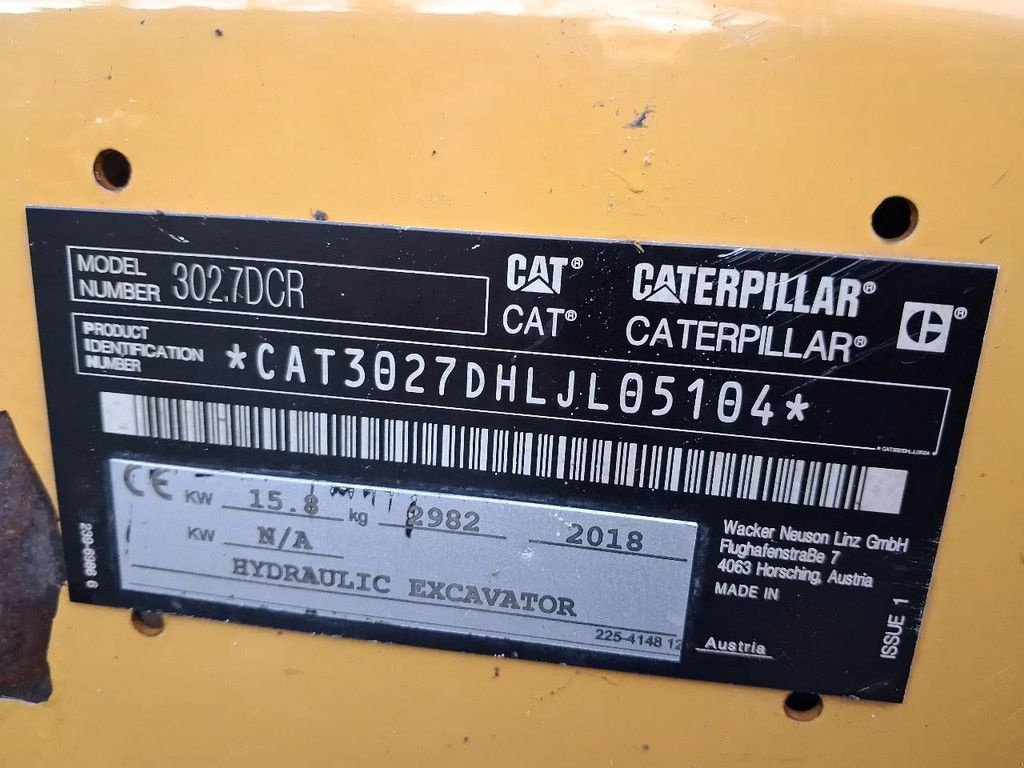 MODEL NUMBER 302.7DCR
CAT® CATERPILLAR®
CAT® CATERPILLAR®
PRODUCT IDENTIFICATION NUMBER *CAT3027DHLJL05104*
CE KW 15.8 kg 2982 2018
KW N/A
HYDRAULIC EXCAVATOR
225-4148 12
Wacker Neuson Linz GmbH
Flughafenstraße 7
4063 Horsching, Austria
MADE IN
Austria
ISSUE 1